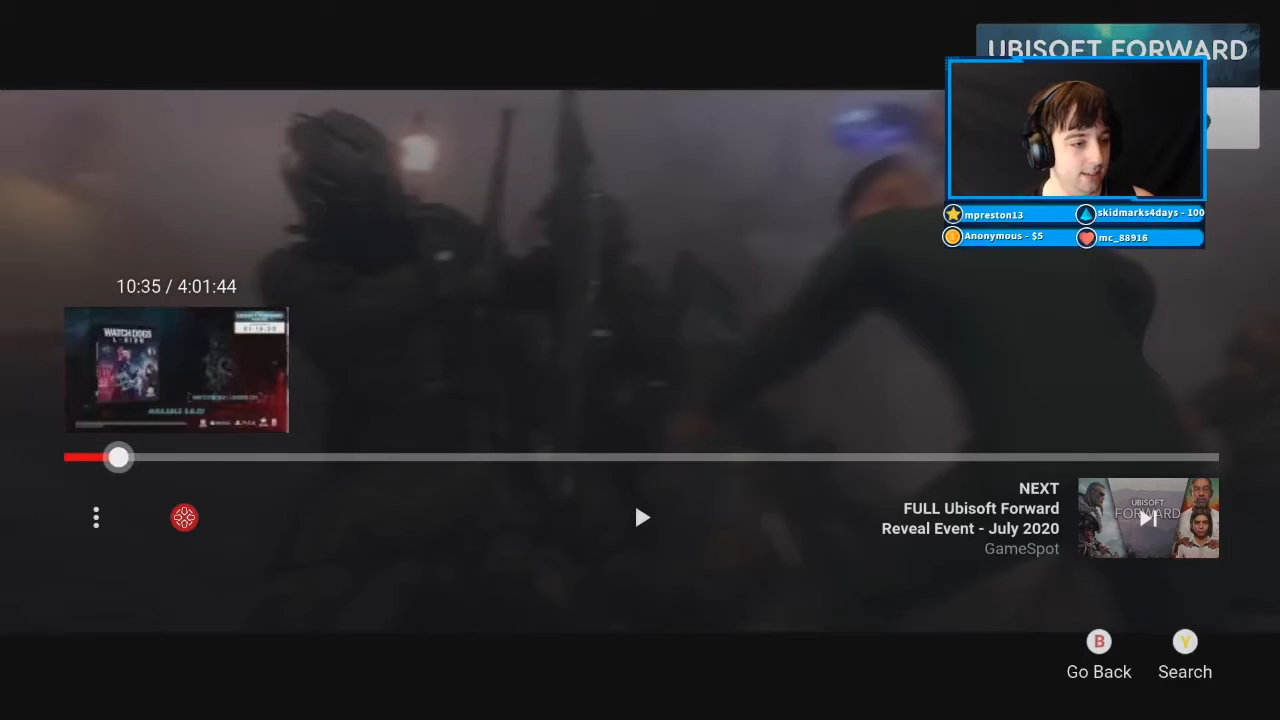 UBISOFT FORWARD
mpreston13
skidmarks4days - 100
Anonymous - $5
mc_88916
10:35 / 4:01:44
WATCH DOGS
NEXT
FULL Ubisoft Forward
Reveal Event - July 2020
GameSpot
UBISOFT
FORWARD
B
Go Back
Y
Search